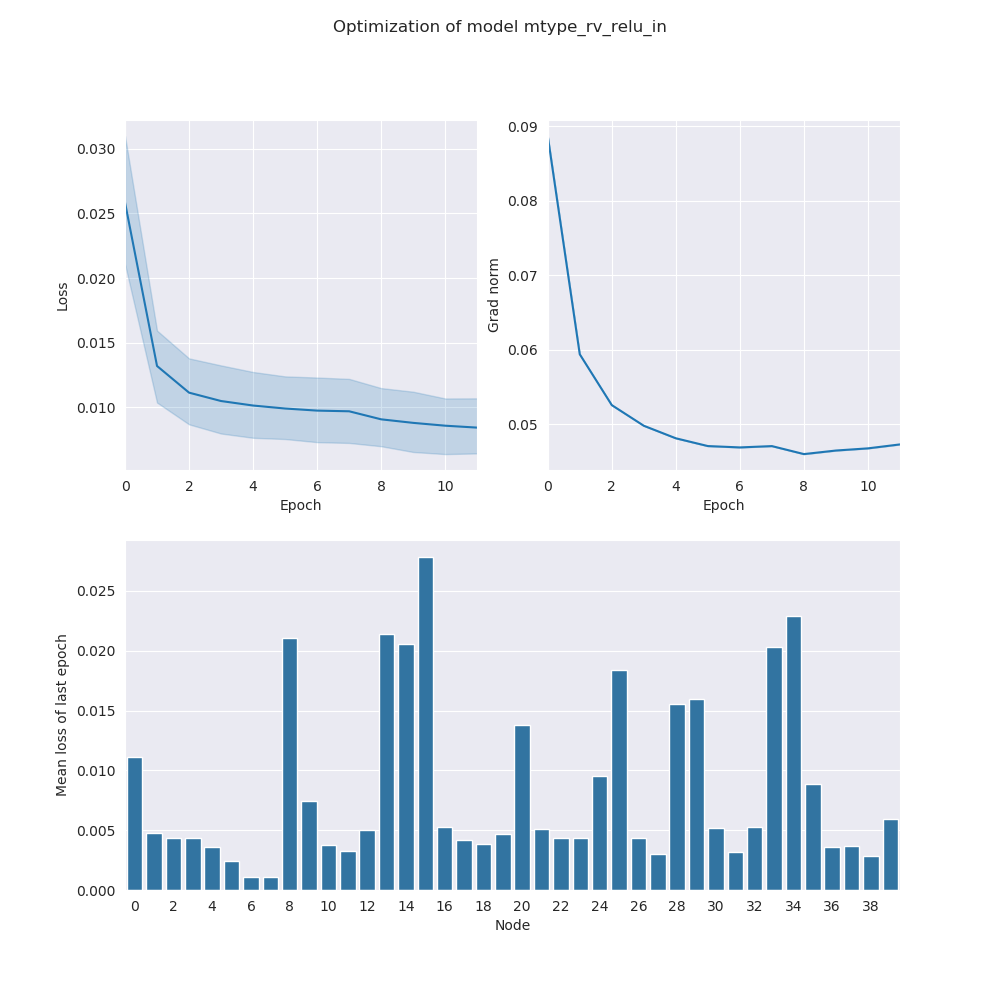 Optimization of model mtype_rv_relu_in
0.030
0.025
0.020
0.015
0.010
Loss
0 2 4 6 8 10
Epoch
0.09
0.08
0.07
0.06
0.05
Grad norm
0 2 4 6 8 10
Epoch
0.025
0.020
0.015
0.010
0.005
0.000
Mean loss of last epoch
0 2 4 6 8 10 12 14 16 18 20 22 24 26 28 30 32 34 36 38
Node